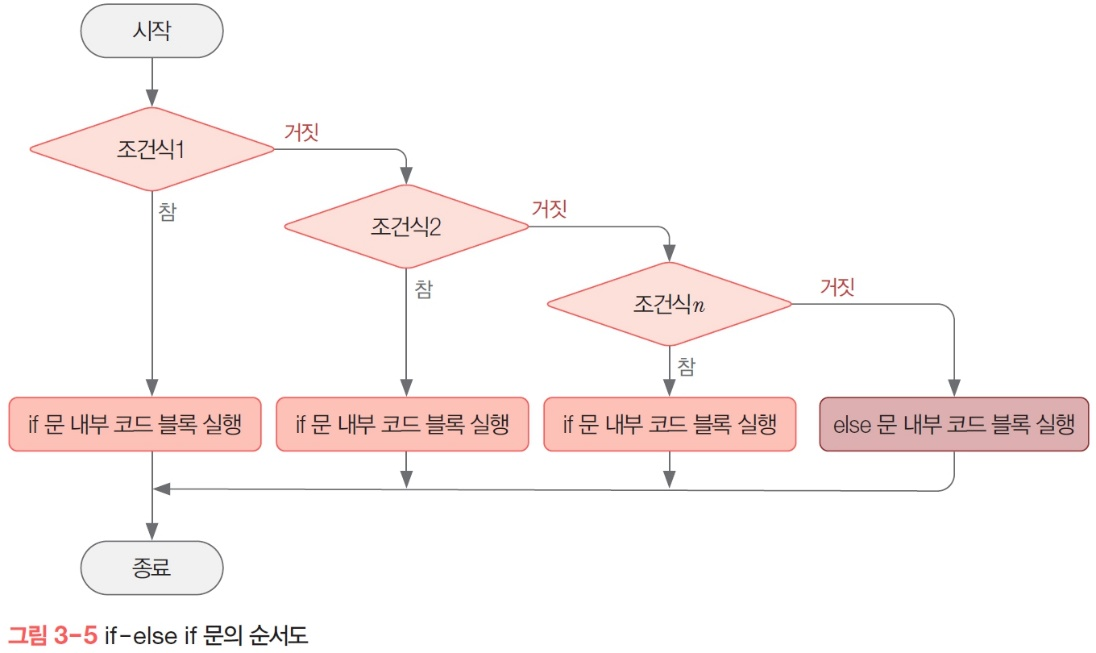 시작
조건식1
거짓
참
조건식2
거짓
참
조건식n
거짓
참
if 문 내부 코드 블록 실행
if 문 내부 코드 블록 실행
if 문 내부 코드 블록 실행
else 문 내부 코드 블록 실행
종료
그림 3-5 if-else if 문의 순서도